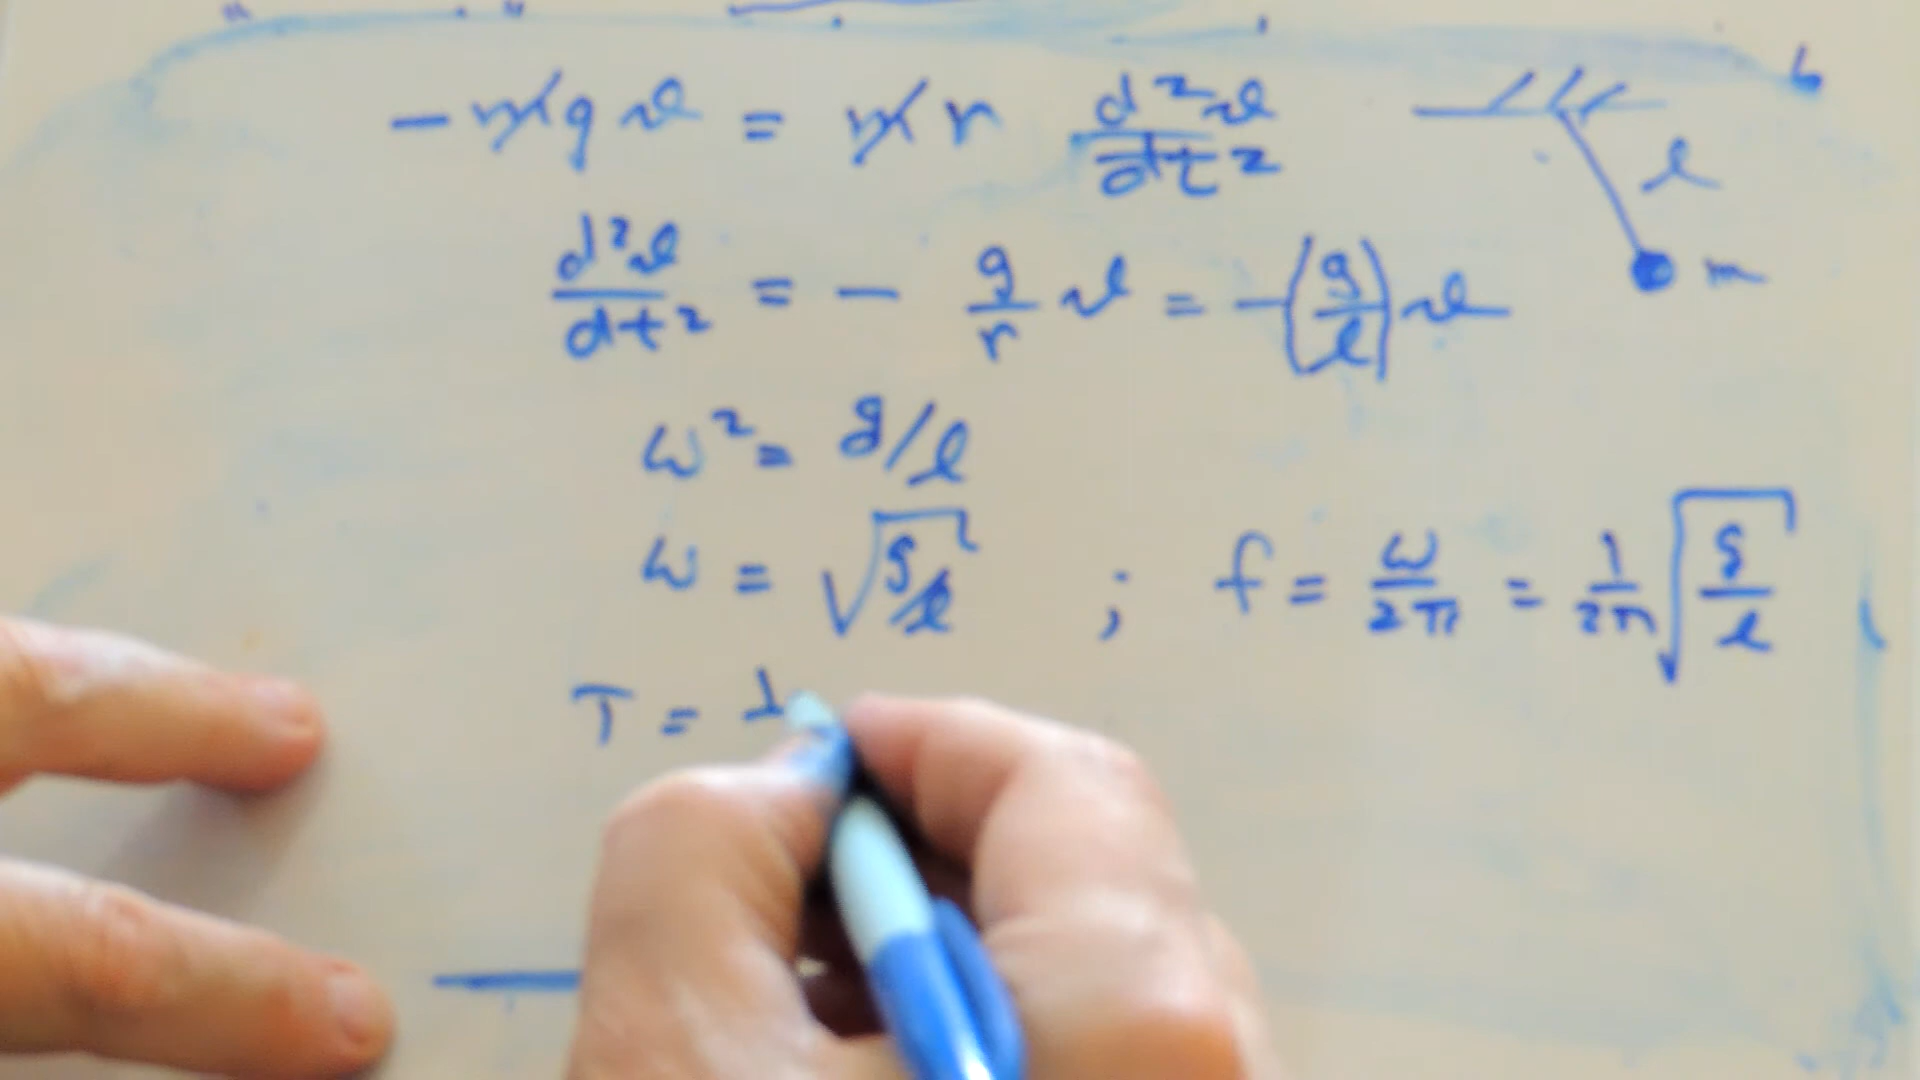 -mgϑ = mr d²ϑ/dt²
l
m
d²ϑ/dt² = - g/r ϑ = -(g/l)ϑ
ω² = g/l
ω = √g/l ; f = ω/2π = 1/2π √g/l
T = 1